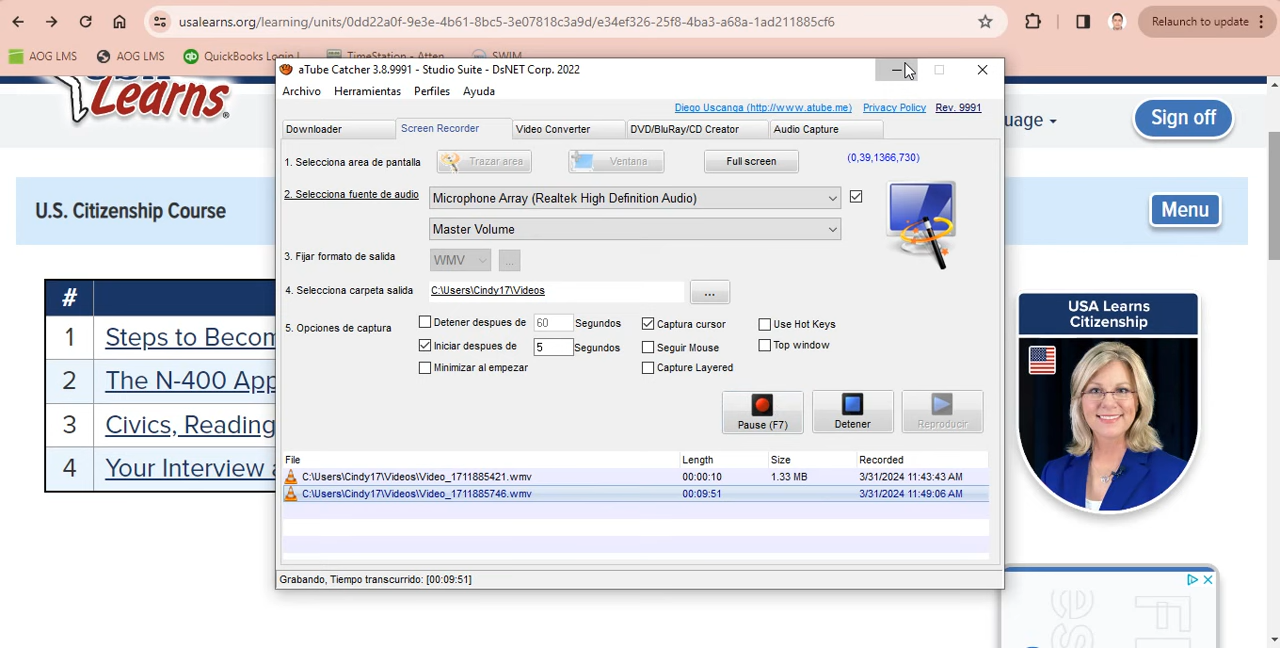 usalearns.org/learning/units/0dd22a0f-9e3e-4b61-8bc5-3e07818c3a9d/e34ef326-25f8-4ba3-a68a-1ad211885cf6
Relaunch to update
AOG LMS
AOG LMS
QuickBooks Login
TimeStation - Atten
SWIM
Learns
uage
Sign off
U.S. Citizenship Course
Menu
#
1 Steps to Becom
2 The N-400 App
3 Civics, Reading
4 Your Interview a
USA Learns
Citizenship
aTube Catcher 3.8.9991 - Studio Suite - DsNET Corp. 2022
Archivo Herramientas Perfiles Ayuda
Diego Uscanga (http://www.atube.me) Privacy Policy Rev. 9991
Downloader Screen Recorder Video Converter DVD/BluRay/CD Creator Audio Capture
1. Selecciona area de pantalla Trazar area Ventana Full screen (0,39,1366,730)
2. Selecciona fuente de audio Microphone Array (Realtek High Definition Audio)
Master Volume
3. Fijar formato de salida WMV ...
4. Selecciona carpeta salida C:\Users\Cindy17\Videos ...
5. Opciones de captura
Detener despues de 60 Segundos Captura cursor Use Hot Keys
Iniciar despues de 5 Segundos Seguir Mouse Top window
Minimizar al empezar Capture Layered
Pause (F7) Detener Reproducir
File Length Size Recorded
C:\Users\Cindy17\Videos\Video_1711885421.wmv 00:00:10 1.33 MB 3/31/2024 11:43:43 AM
C:\Users\Cindy17\Videos\Video_1711885746.wmv 00:09:51 3/31/2024 11:49:06 AM
Grabando, Tiempo transcurrido: [00:09:51]